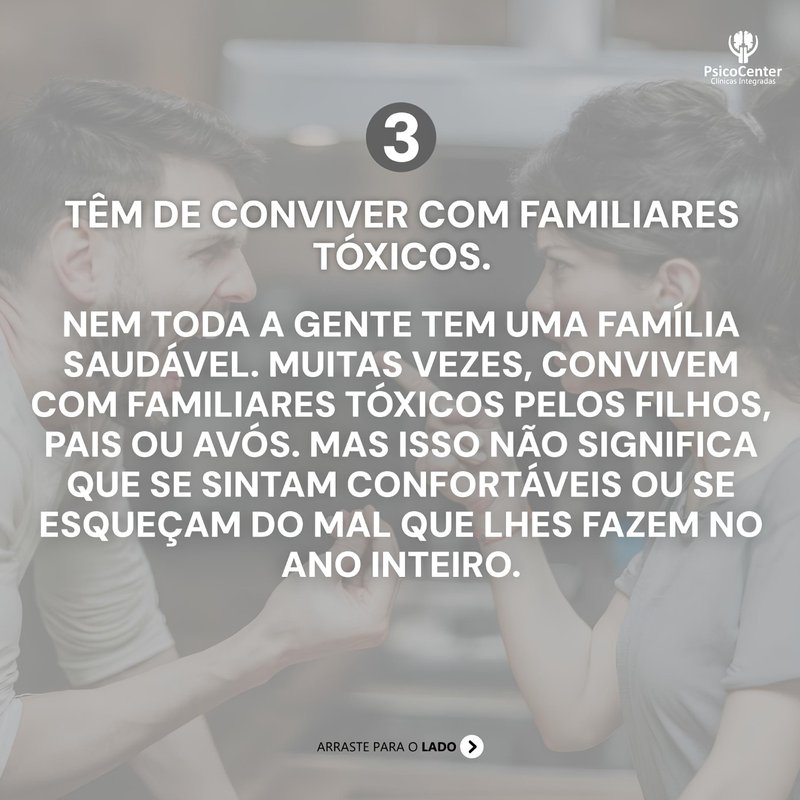 PsicoCenter
Clínicas Integradas
3
TÊM DE CONVIVER COM FAMILIARES
TÓXICOS.
NEM TODA A GENTE TEM UMA FAMÍLIA
SAUDÁVEL. MUITAS VEZES, CONVIVEM
COM FAMILIARES TÓXICOS PELOS FILHOS,
PAIS OU AVÓS. MAS ISSO NÃO SIGNIFICA
QUE SE SINTAM CONFORTÁVEIS OU SE
ESQUEÇAM DO MAL QUE LHES FAZEM NO
ANO INTEIRO.
ARRASTE PARA O LADO